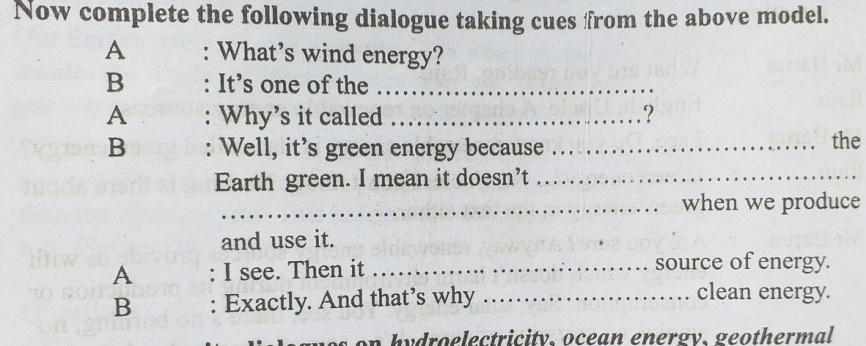 Now complete the following dialogue taking cues from the above model.
A : What's wind energy?
B : It's one of the ........................................
A : Why's it called ........................................?
B : Well, it's green energy because ........................................ the
Earth green. I mean it doesn't ........................................
........................................ when we produce
and use it.
A : I see. Then it ........................................ source of energy.
B : Exactly. And that's why .............................. clean energy.
on hydroelectricity, ocean energy, geothermal